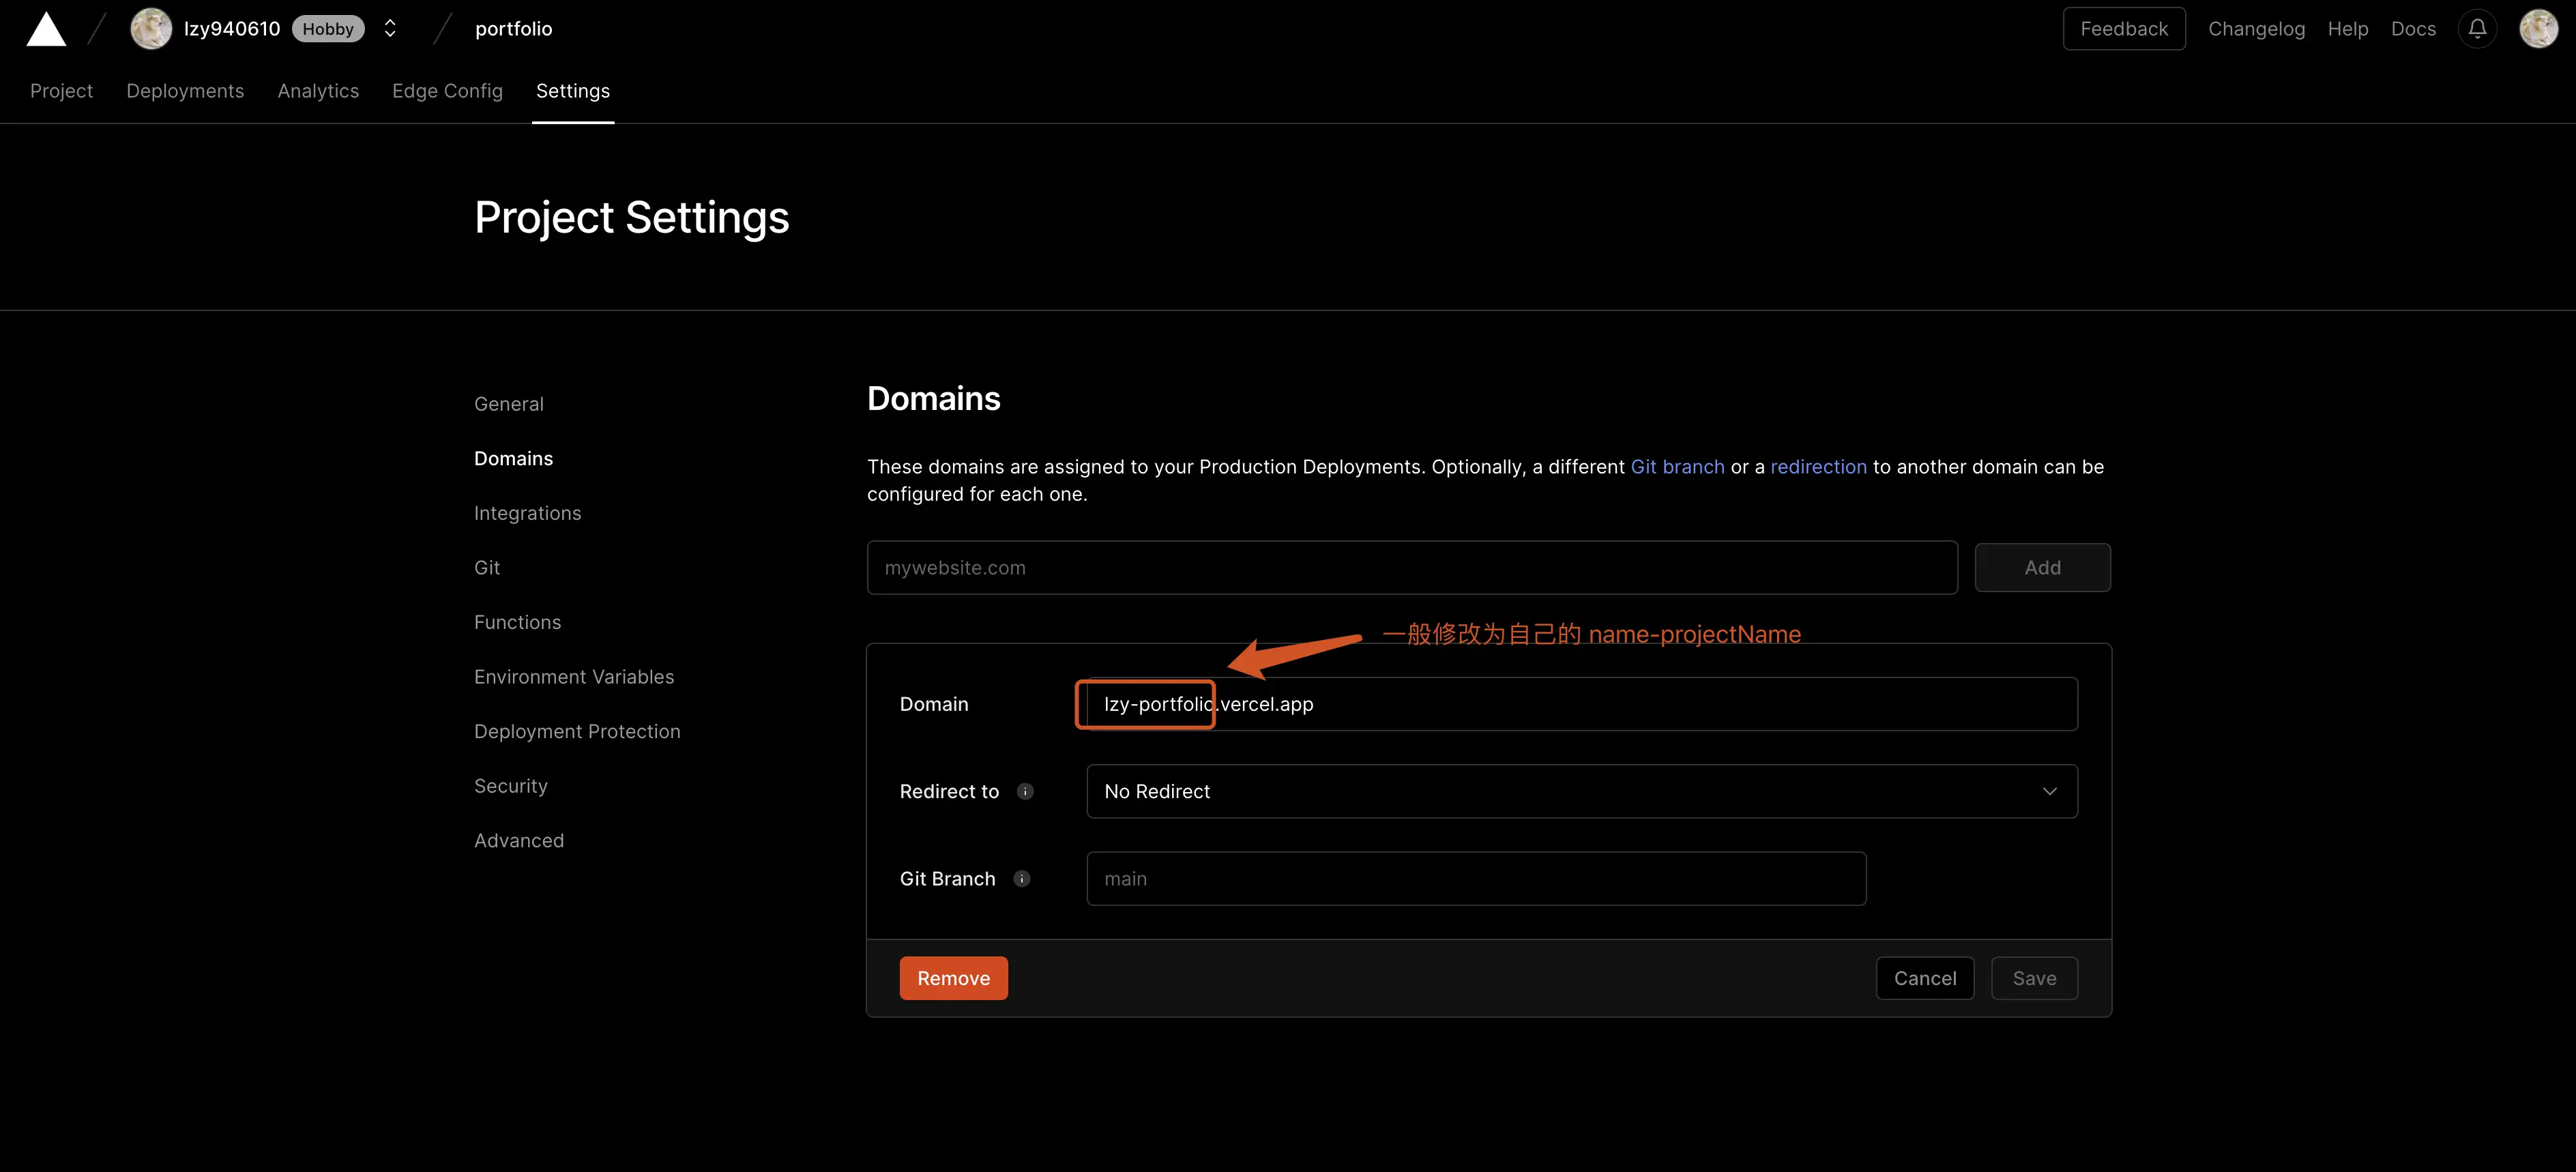 lzy940610 Hobby portfolio Feedback Changelog Help Docs
Project Deployments Analytics Edge Config Settings
Project Settings
General
Domains
Integrations
Git
Functions
Environment Variables
Deployment Protection
Security
Advanced
Domains
These domains are assigned to your Production Deployments. Optionally, a different Git branch or a redirection to another domain can be
configured for each one.
mywebsite.com Add
一般修改为自己的 name-projectName
Domain lzy-portfolio.vercel.app
Redirect to No Redirect
Git Branch main
Remove Cancel Save